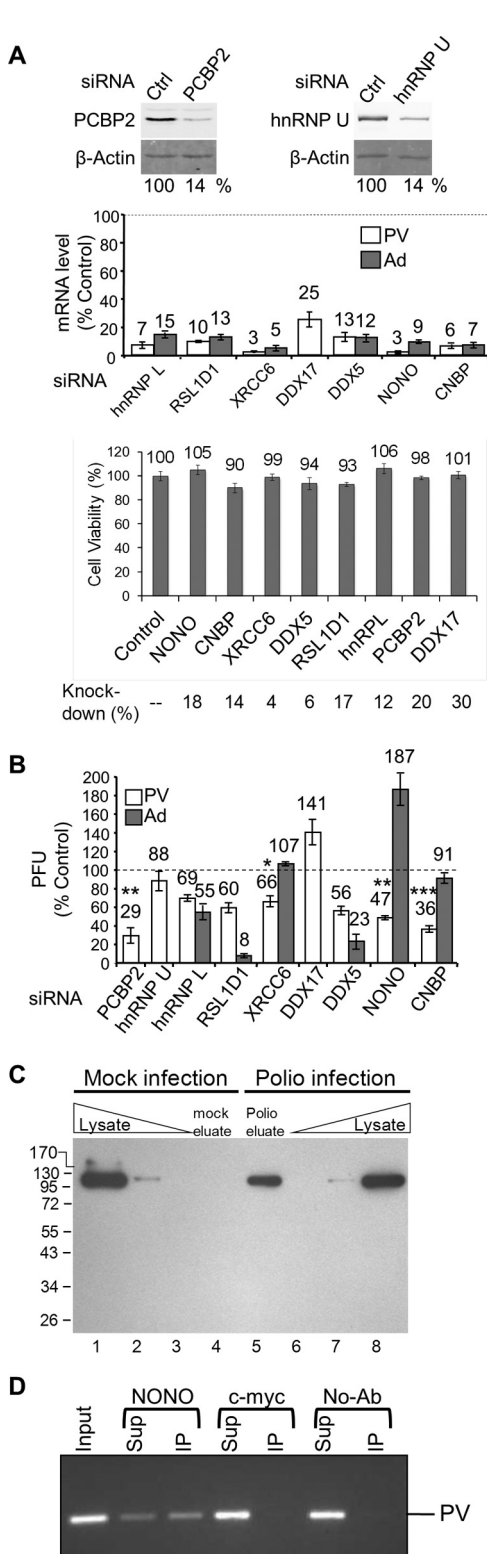 A
siRNA Ctrl PCBP2
PCBP2
β-Actin
100 14 %
siRNA Ctrl hnRNP U
hnRNP U
β-Actin
100 14 %
mRNA level
(% Control)
100
80
60
40
20
0
PV
Ad
7 15 10 13 3 5 25 13 12 3 9 6 7
siRNA
hnRNP L RSL1D1 XRCC6 DDX17 DDX5 NONO CNBP
Cell Viability (%)
120
100
80
60
40
20
0
100 105 90 99 94 93 106 98 101
Control NONO CNBP XRCC6 DDX5 RSL1D1 hnRPL PCBP2 DDX17
Knock-
down (%) -- 18 14 4 6 17 12 20 30
B
PFU
(% Control)
200
180
160
140
120
100
80
60
40
20
0
PV
Ad
** 29 88 69 55 60 8 * 66 107 141 56 23 ** 47 187 *** 36 91
siRNA
PCBP2 hnRNP U hnRNP L RSL1D1 XRCC6 DDX17 DDX5 NONO CNBP
C
Mock infection Polio infection
Lysate
mock
eluate
Polio
eluate
Lysate
170
130
95
72
55
43
34
26
1 2 3 4 5 6 7 8
D
NONO c-myc No-Ab
Input Sup IP Sup IP Sup IP
PV